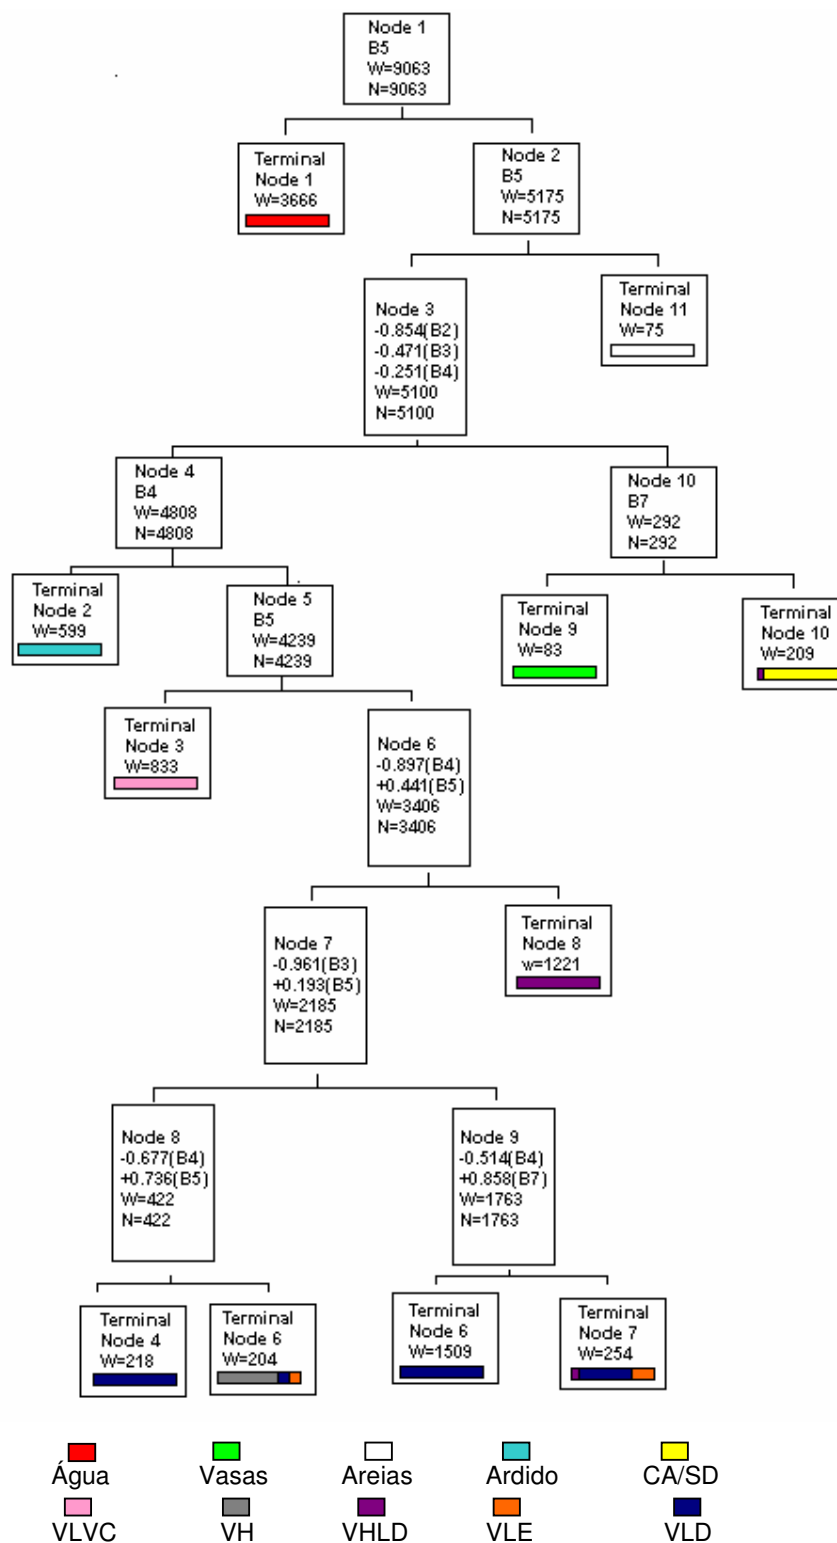 Node 1
B5
W=9063
N=9063
Terminal
Node 1
W=3666
Node 2
B5
W=5175
N=5175
Node 3
-0.854(B2)
-0.471(B3)
-0.251(B4)
W=5100
N=5100
Terminal
Node 11
W=75
Node 4
B4
W=4808
N=4808
Node 10
B7
W=292
N=292
Terminal
Node 2
W=599
Node 5
B5
W=4239
N=4239
Terminal
Node 9
W=83
Terminal
Node 10
W=209
Terminal
Node 3
W=833
Node 6
-0.897(B4)
+0.441(B5)
W=3406
N=3406
Node 7
-0.961(B3)
+0.193(B5)
W=2185
N=2185
Terminal
Node 8
w=1221
Node 8
-0.677(B4)
+0.736(B5)
W=422
N=422
Node 9
-0.514(B4)
+0.858(B7)
W=1763
N=1763
Terminal
Node 4
W=218
Terminal
Node 6
W=204
Terminal
Node 6
W=1509
Terminal
Node 7
W=254
Água Vasas Areias Ardido CA/SD
VLVC VH VHLD VLE VLD